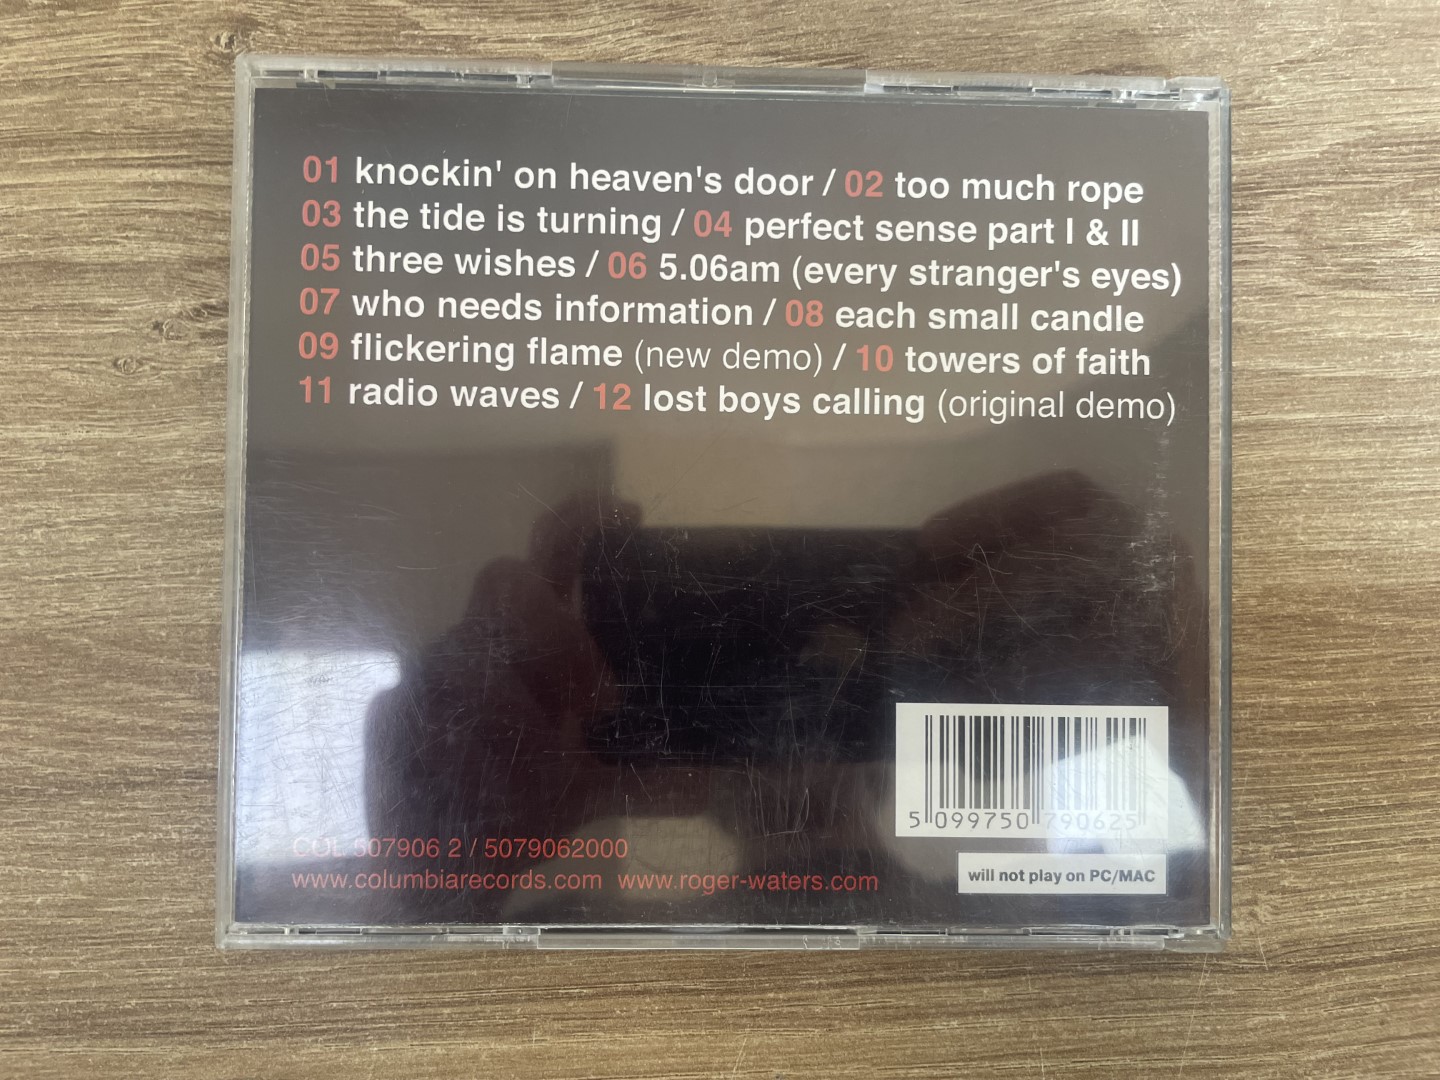 01 knockin' on heaven's door / 02 too much rope
03 the tide is turning / 04 perfect sense part I & II
05 three wishes / 06 5.06am (every stranger's eyes)
07 who needs information / 08 each small candle
09 flickering flame (new demo) / 10 towers of faith
11 radio waves / 12 lost boys calling (original demo)
5 099750 790625
COL 507906 2 / 5079062000
www.columbiarecords.com www.roger-waters.com
will not play on PC/MAC